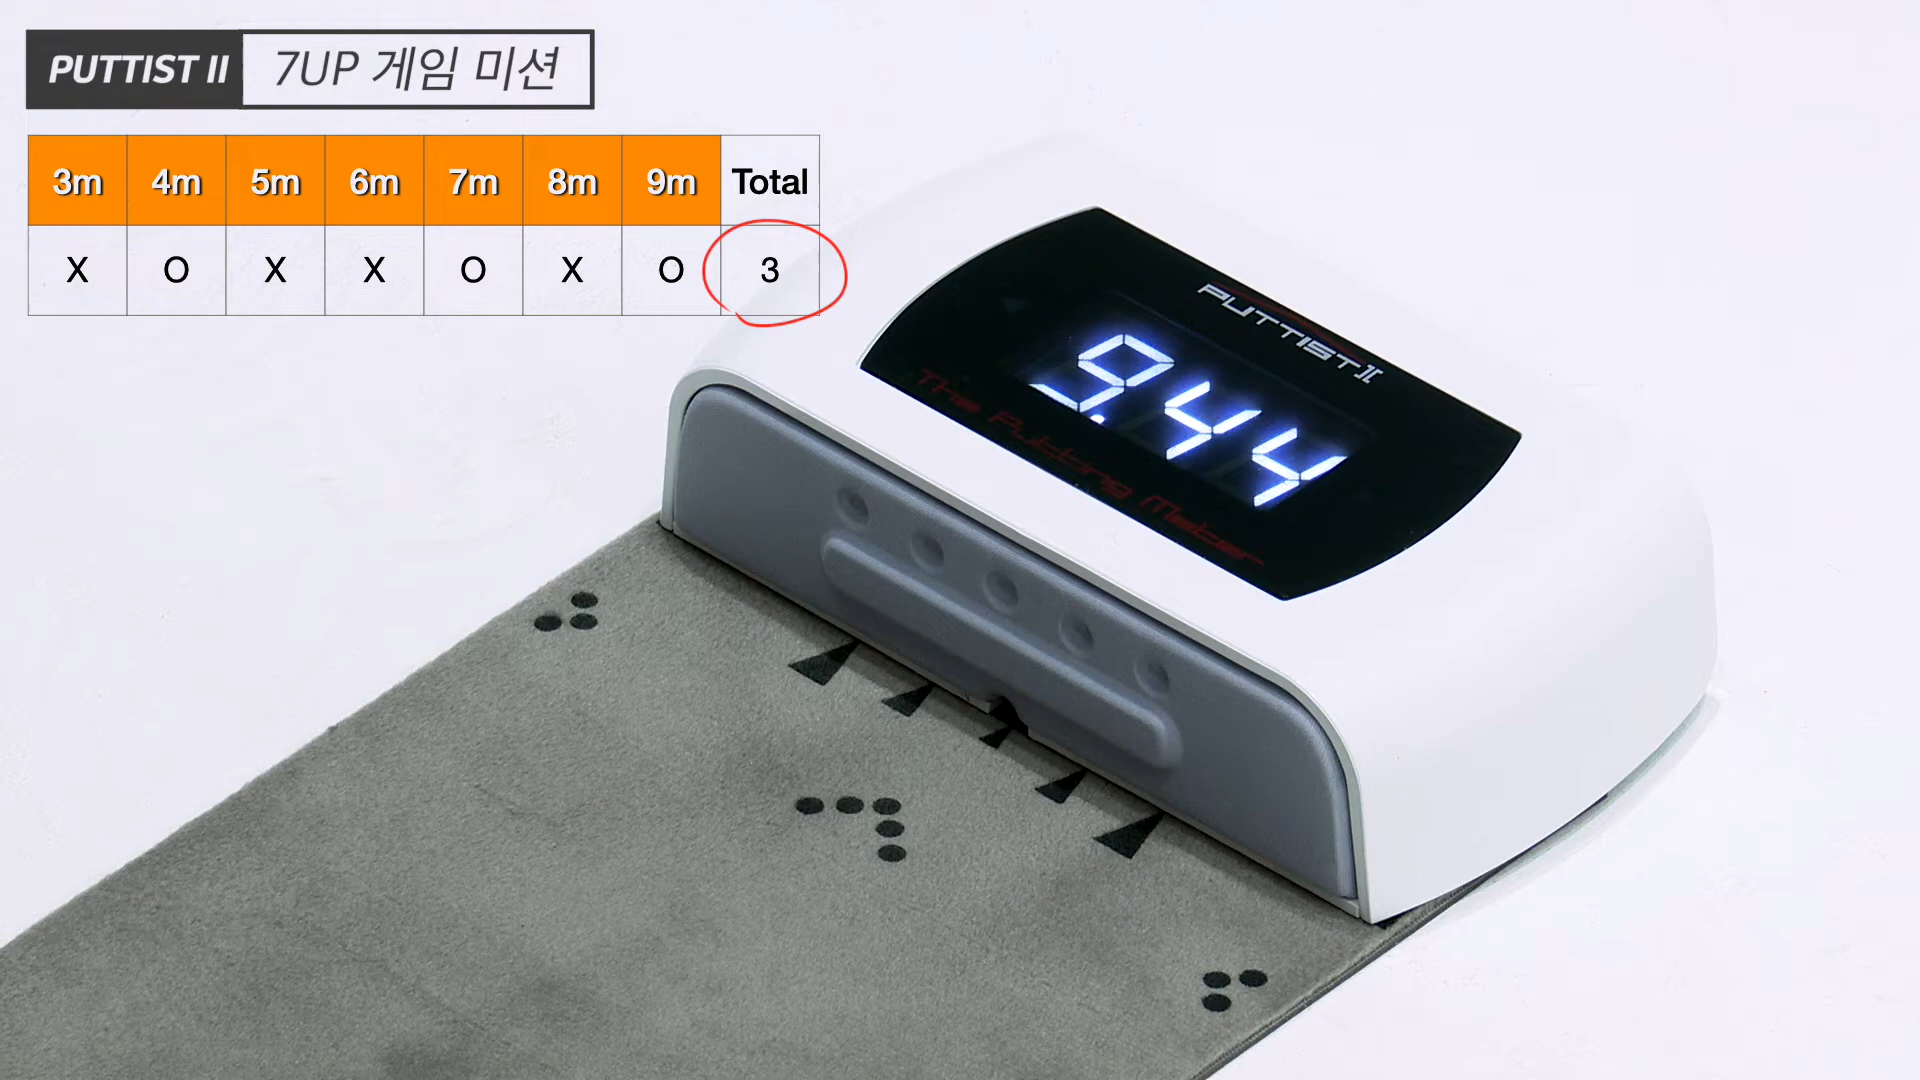 PUTTIST II 7UP 게임 미션
3m 4m 5m 6m 7m 8m 9m Total
X O X X O X O 3
PUTTIST II
9.44
The Putting Meter